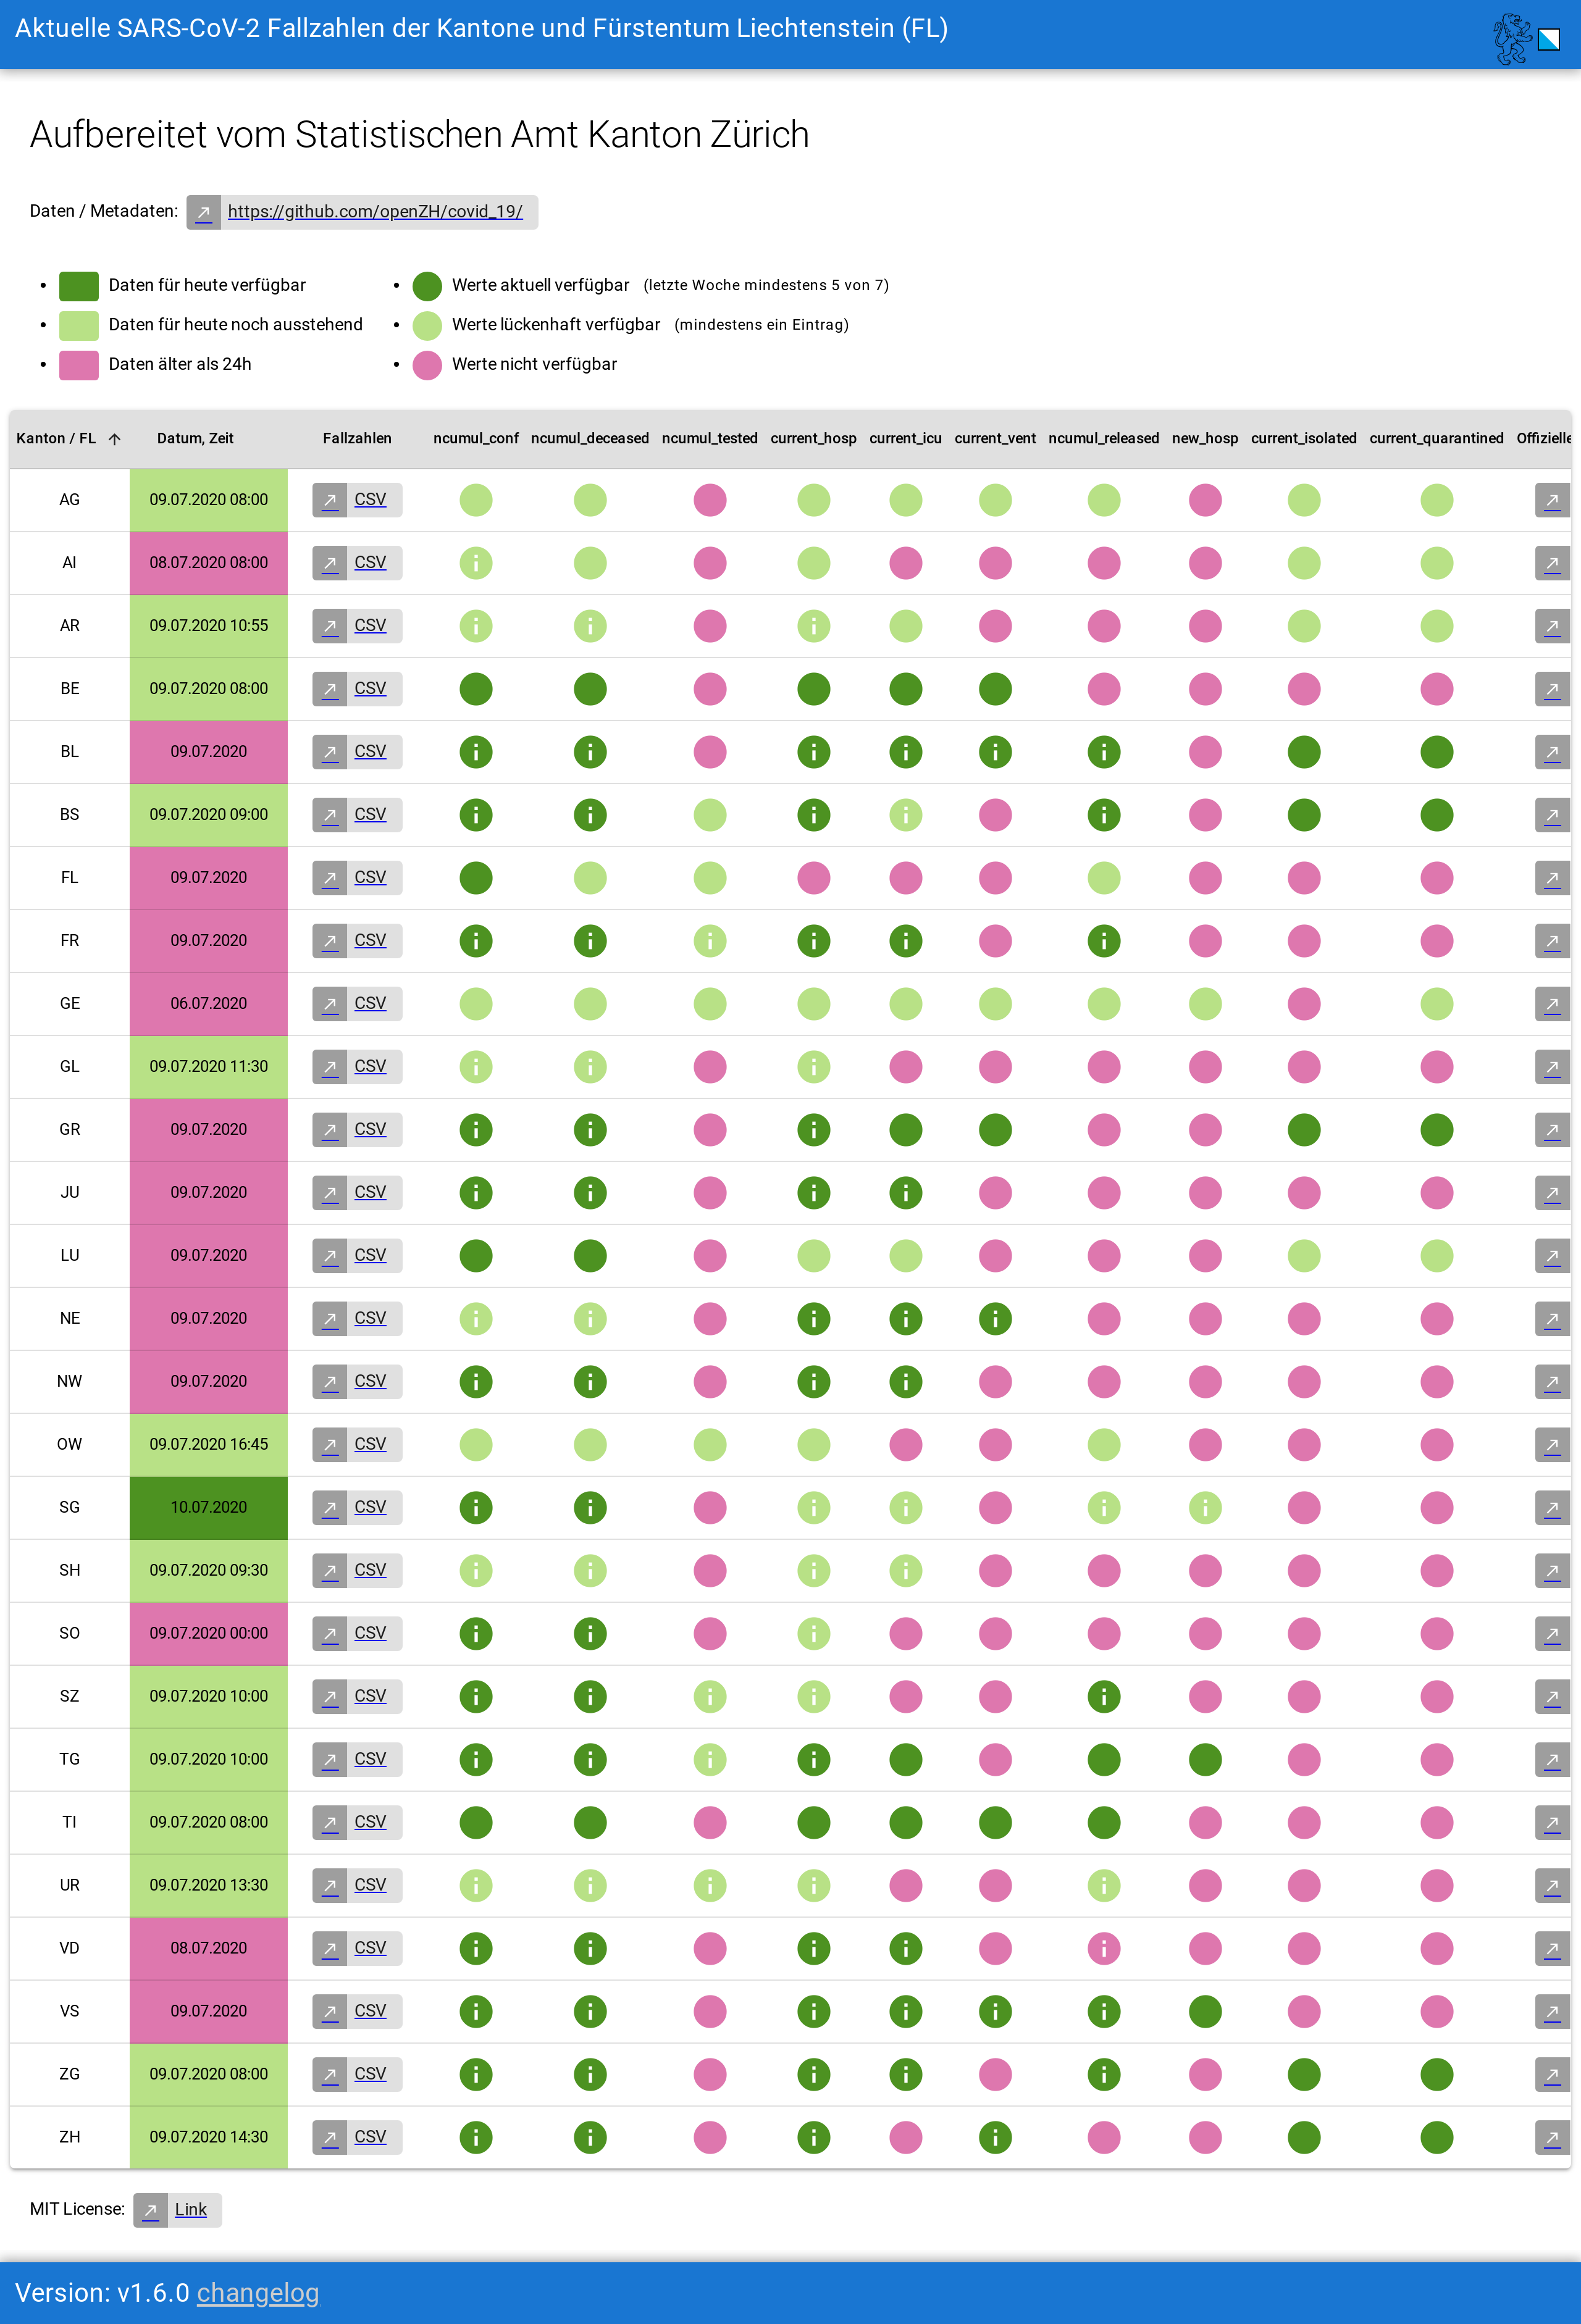 Aktuelle SARS-CoV-2 Fallzahlen der Kantone und Fürstentum Liechtenstein (FL)
Aufbereitet vom Statistischen Amt Kanton Zürich
Daten / Metadaten: https://github.com/openZH/covid_19/
Daten für heute verfügbar
Daten für heute noch ausstehend
Daten älter als 24h
Werte aktuell verfügbar (letzte Woche mindestens 5 von 7)
Werte lückenhaft verfügbar (mindestens ein Eintrag)
Werte nicht verfügbar
Kanton / FL Datum, Zeit Fallzahlen ncumul_conf ncumul_deceased ncumul_tested current_hosp current_icu current_vent ncumul_released new_hosp current_isolated current_quarantined Offizielle
AG 09.07.2020 08:00 CSV
AI 08.07.2020 08:00 CSV
AR 09.07.2020 10:55 CSV
BE 09.07.2020 08:00 CSV
BL 09.07.2020 CSV
BS 09.07.2020 09:00 CSV
FL 09.07.2020 CSV
FR 09.07.2020 CSV
GE 06.07.2020 CSV
GL 09.07.2020 11:30 CSV
GR 09.07.2020 CSV
JU 09.07.2020 CSV
LU 09.07.2020 CSV
NE 09.07.2020 CSV
NW 09.07.2020 CSV
OW 09.07.2020 16:45 CSV
SG 10.07.2020 CSV
SH 09.07.2020 09:30 CSV
SO 09.07.2020 00:00 CSV
SZ 09.07.2020 10:00 CSV
TG 09.07.2020 10:00 CSV
TI 09.07.2020 08:00 CSV
UR 09.07.2020 13:30 CSV
VD 08.07.2020 CSV
VS 09.07.2020 CSV
ZG 09.07.2020 08:00 CSV
ZH 09.07.2020 14:30 CSV
MIT License: Link
Version: v1.6.0 changelog